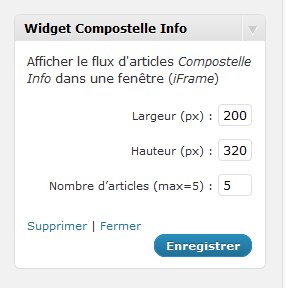 Widget Compostelle Info
Afficher le flux d'articles Compostelle
Info dans une fenêtre (iFrame)
Largeur (px) : 200
Hauteur (px) : 320
Nombre d’articles (max=5) : 5
Supprimer | Fermer
Enregistrer